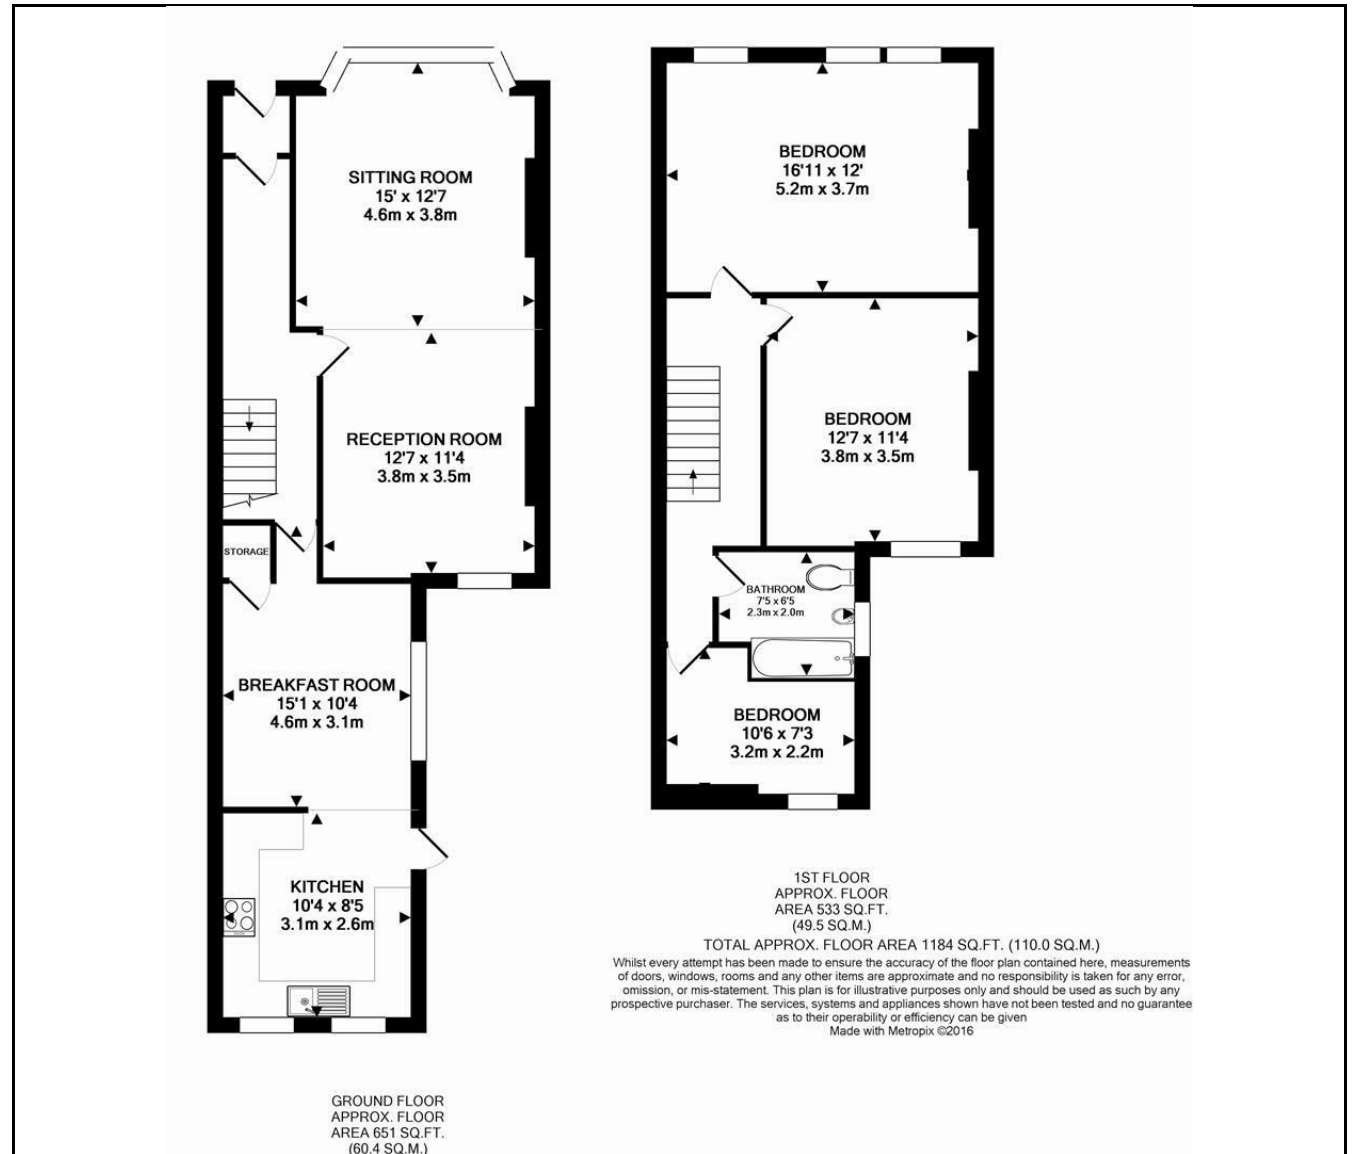 SITTING ROOM
15' x 12'7
4.6m x 3.8m
RECEPTION ROOM
12'7 x 11'4
3.8m x 3.5m
STORAGE
BREAKFAST ROOM
15'1 x 10'4
4.6m x 3.1m
KITCHEN
10'4 x 8'5
3.1m x 2.6m
GROUND FLOOR
APPROX. FLOOR
AREA 651 SQ.FT.
(60.4 SQ.M.)
BEDROOM
16'11 x 12'
5.2m x 3.7m
BEDROOM
12'7 x 11'4
3.8m x 3.5m
BATHROOM
7'5 x 6'5
2.3m x 2.0m
BEDROOM
10'6 x 7'3
3.2m x 2.2m
1ST FLOOR
APPROX. FLOOR
AREA 533 SQ.FT.
(49.5 SQ.M.)
TOTAL APPROX. FLOOR AREA 1184 SQ.FT. (110.0 SQ.M.)
Whilst every attempt has been made to ensure the accuracy of the floor plan contained here, measurements
of doors, windows, rooms and any other items are approximate and no responsibility is taken for any error,
omission, or mis-statement. This plan is for illustrative purposes only and should be used as such by any
prospective purchaser. The services, systems and appliances shown have not been tested and no guarantee
as to their operability or efficiency can be given
Made with Metropix ©2016